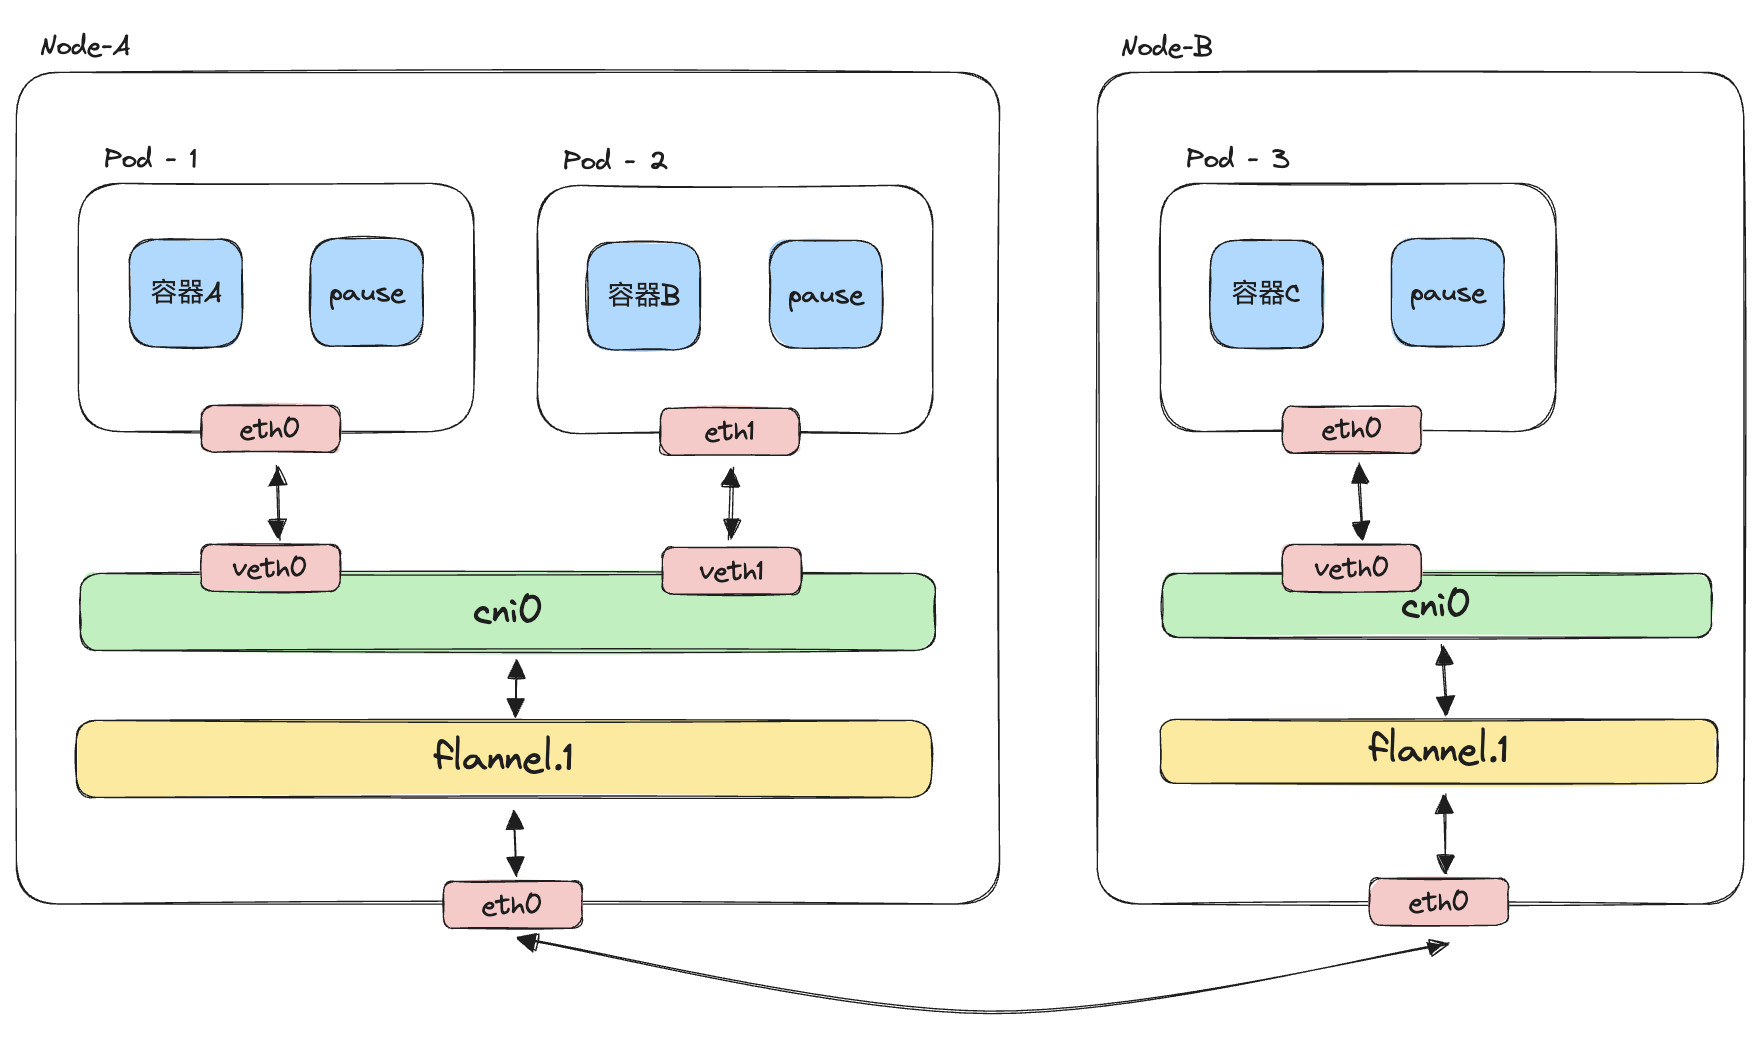 Node-A
Node-B
Pod - 1
Pod - 2
Pod - 3
容器A
pause
容器B
pause
容器C
pause
eth0
eth1
eth0
veth0
veth1
veth0
cni0
cni0
flannel.1
flannel.1
eth0
eth0